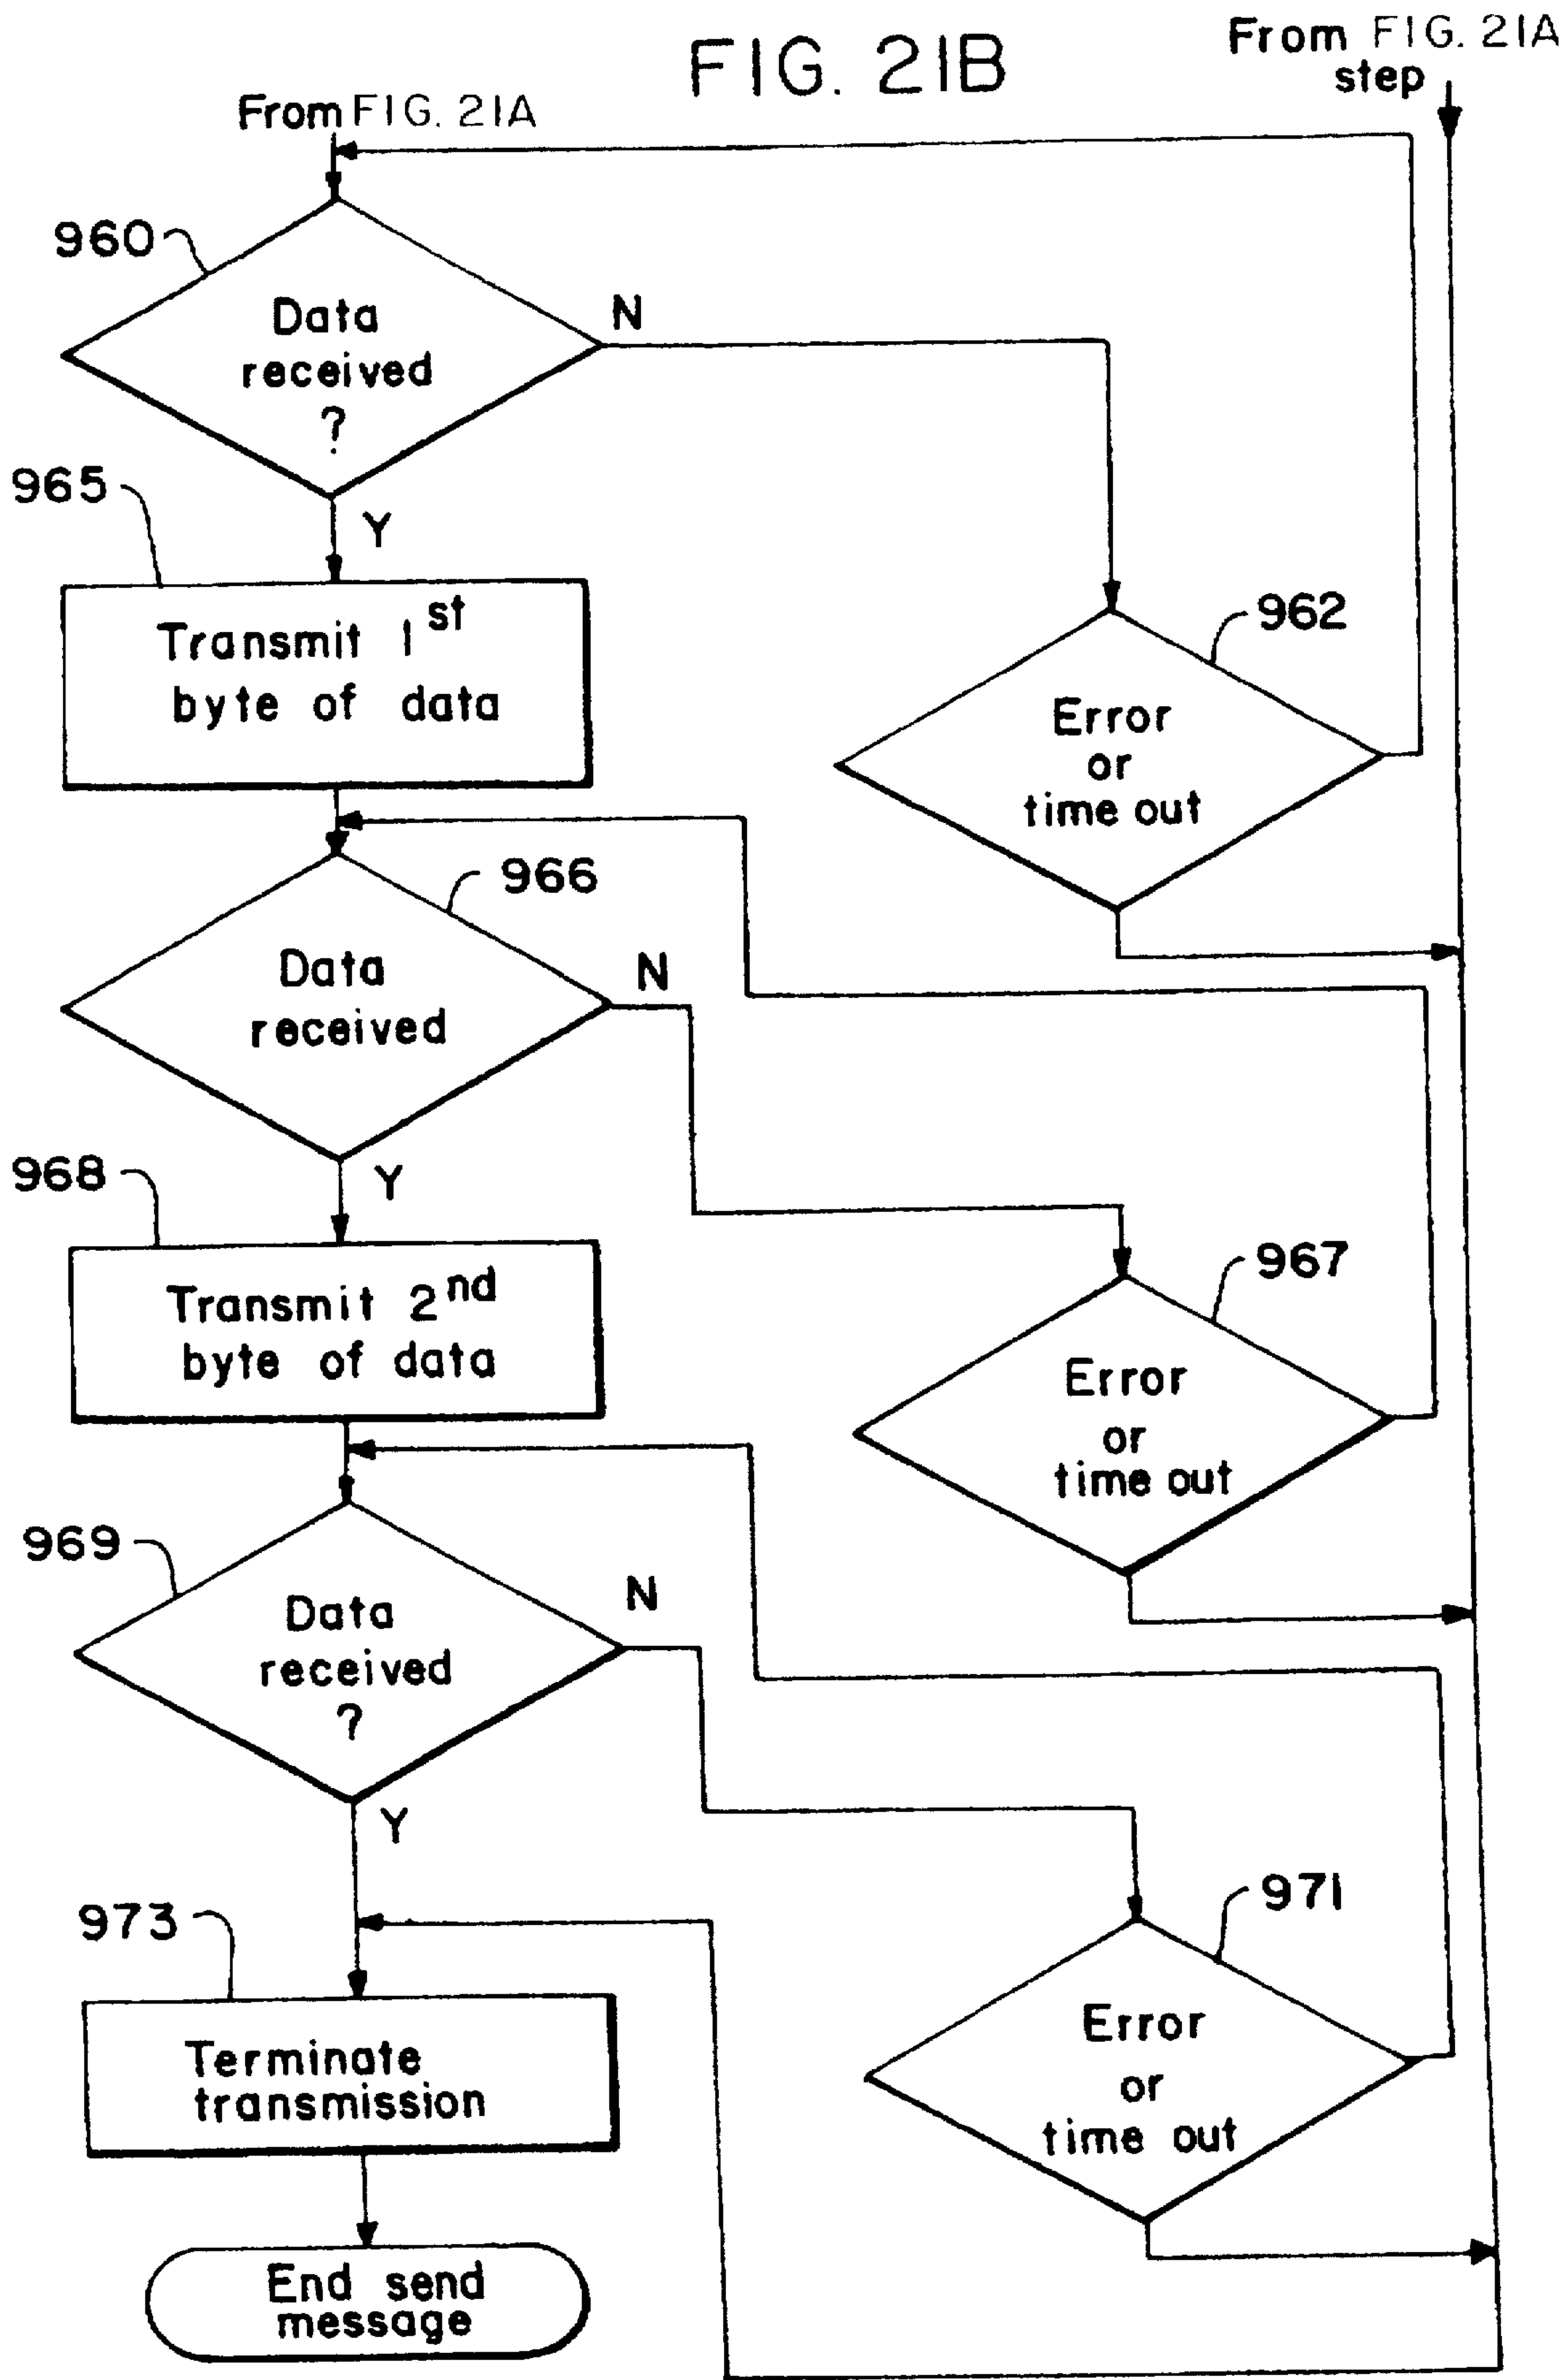 FIG. 21B
From FIG. 21A
step
From FIG. 21A
960
Data
received
?
N
Y
965
Transmit 1st
byte of data
962
Error
or
time out
966
Data
received
N
Y
968
Transmit 2nd
byte of data
967
Error
or
time out
969
Data
received
?
N
Y
973
Terminate
transmission
971
Error
or
time out
End send
message